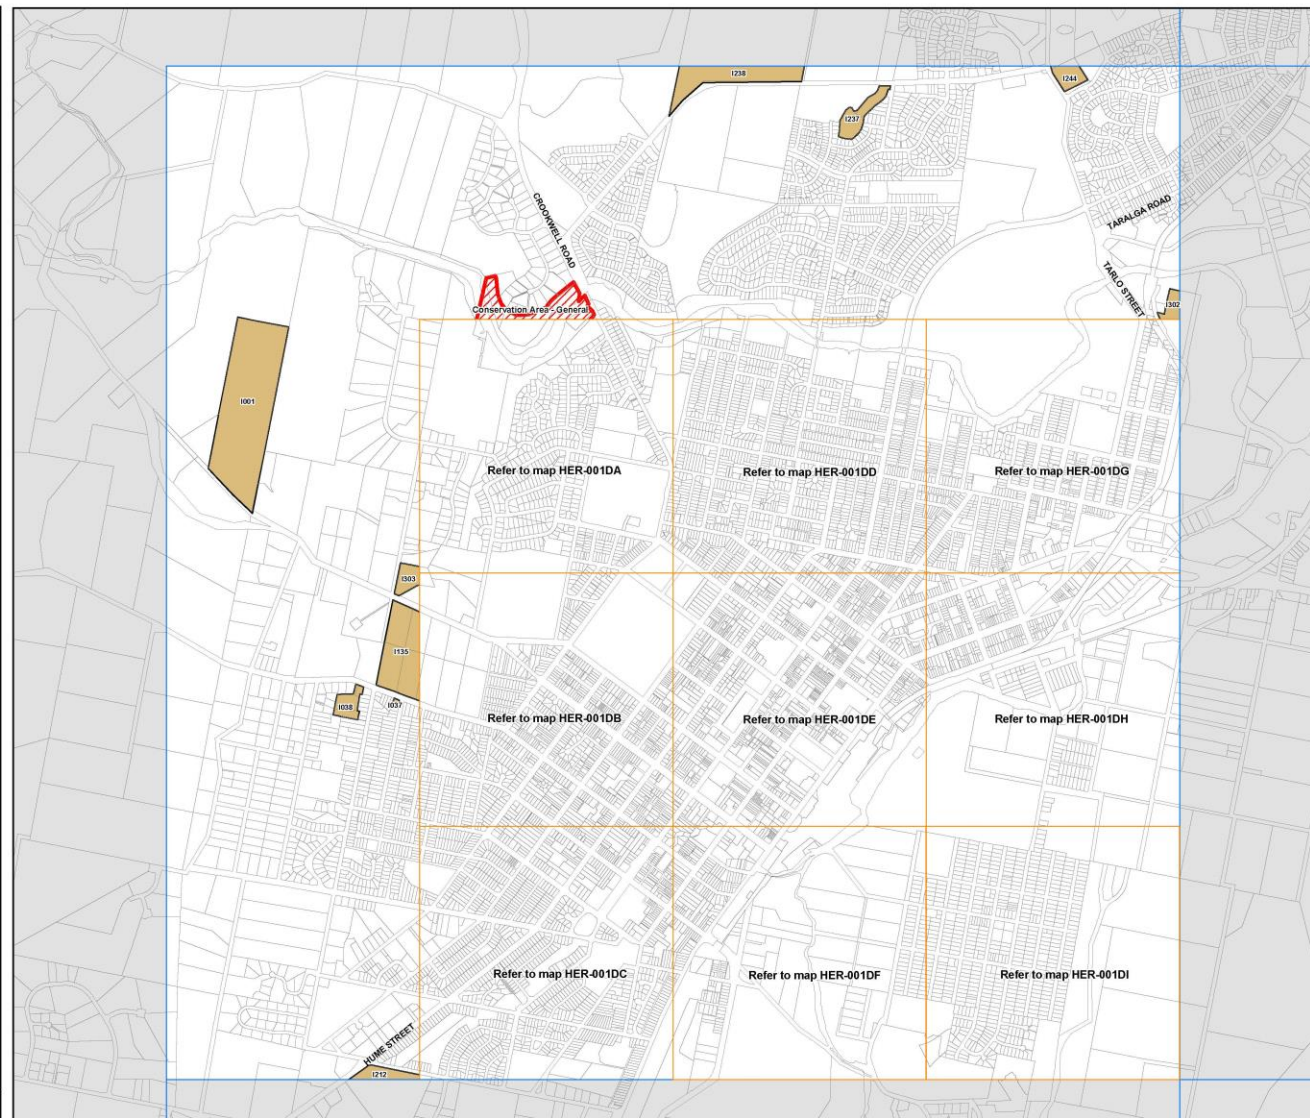 I238
I244
I237
CROOKWELL ROAD
TARALGA ROAD
TARLO STREET
I302
Conservation Area - General
I001
Refer to map HER-001DA
Refer to map HER-001DD
Refer to map HER-001DG
I303
I135
I038
I037
Refer to map HER-001DB
Refer to map HER-001DE
Refer to map HER-001DH
Refer to map HER-001DC
Refer to map HER-001DF
Refer to map HER-001DI
HUME STREET
I212